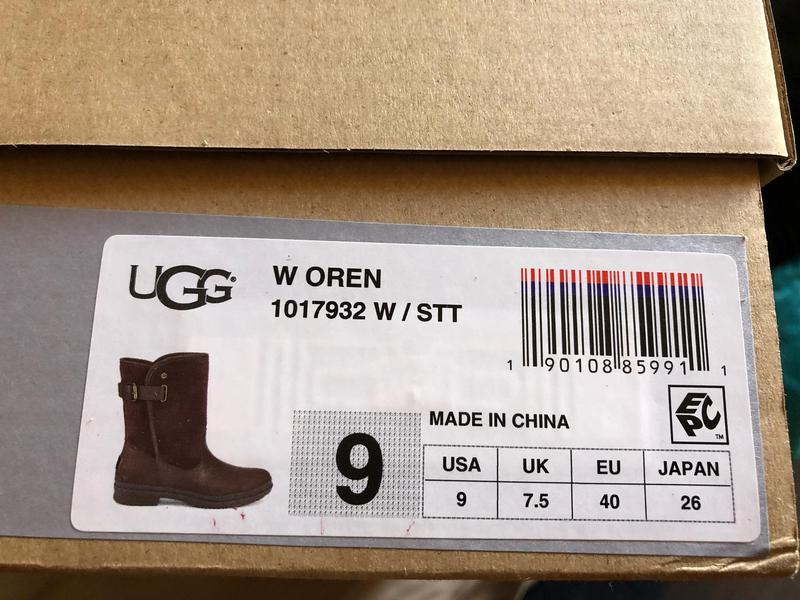 UGG®
W OREN
1017932 W / STT
1 90108 85991 1
EPC™
MADE IN CHINA
9
USA UK EU JAPAN
9 7.5 40 26